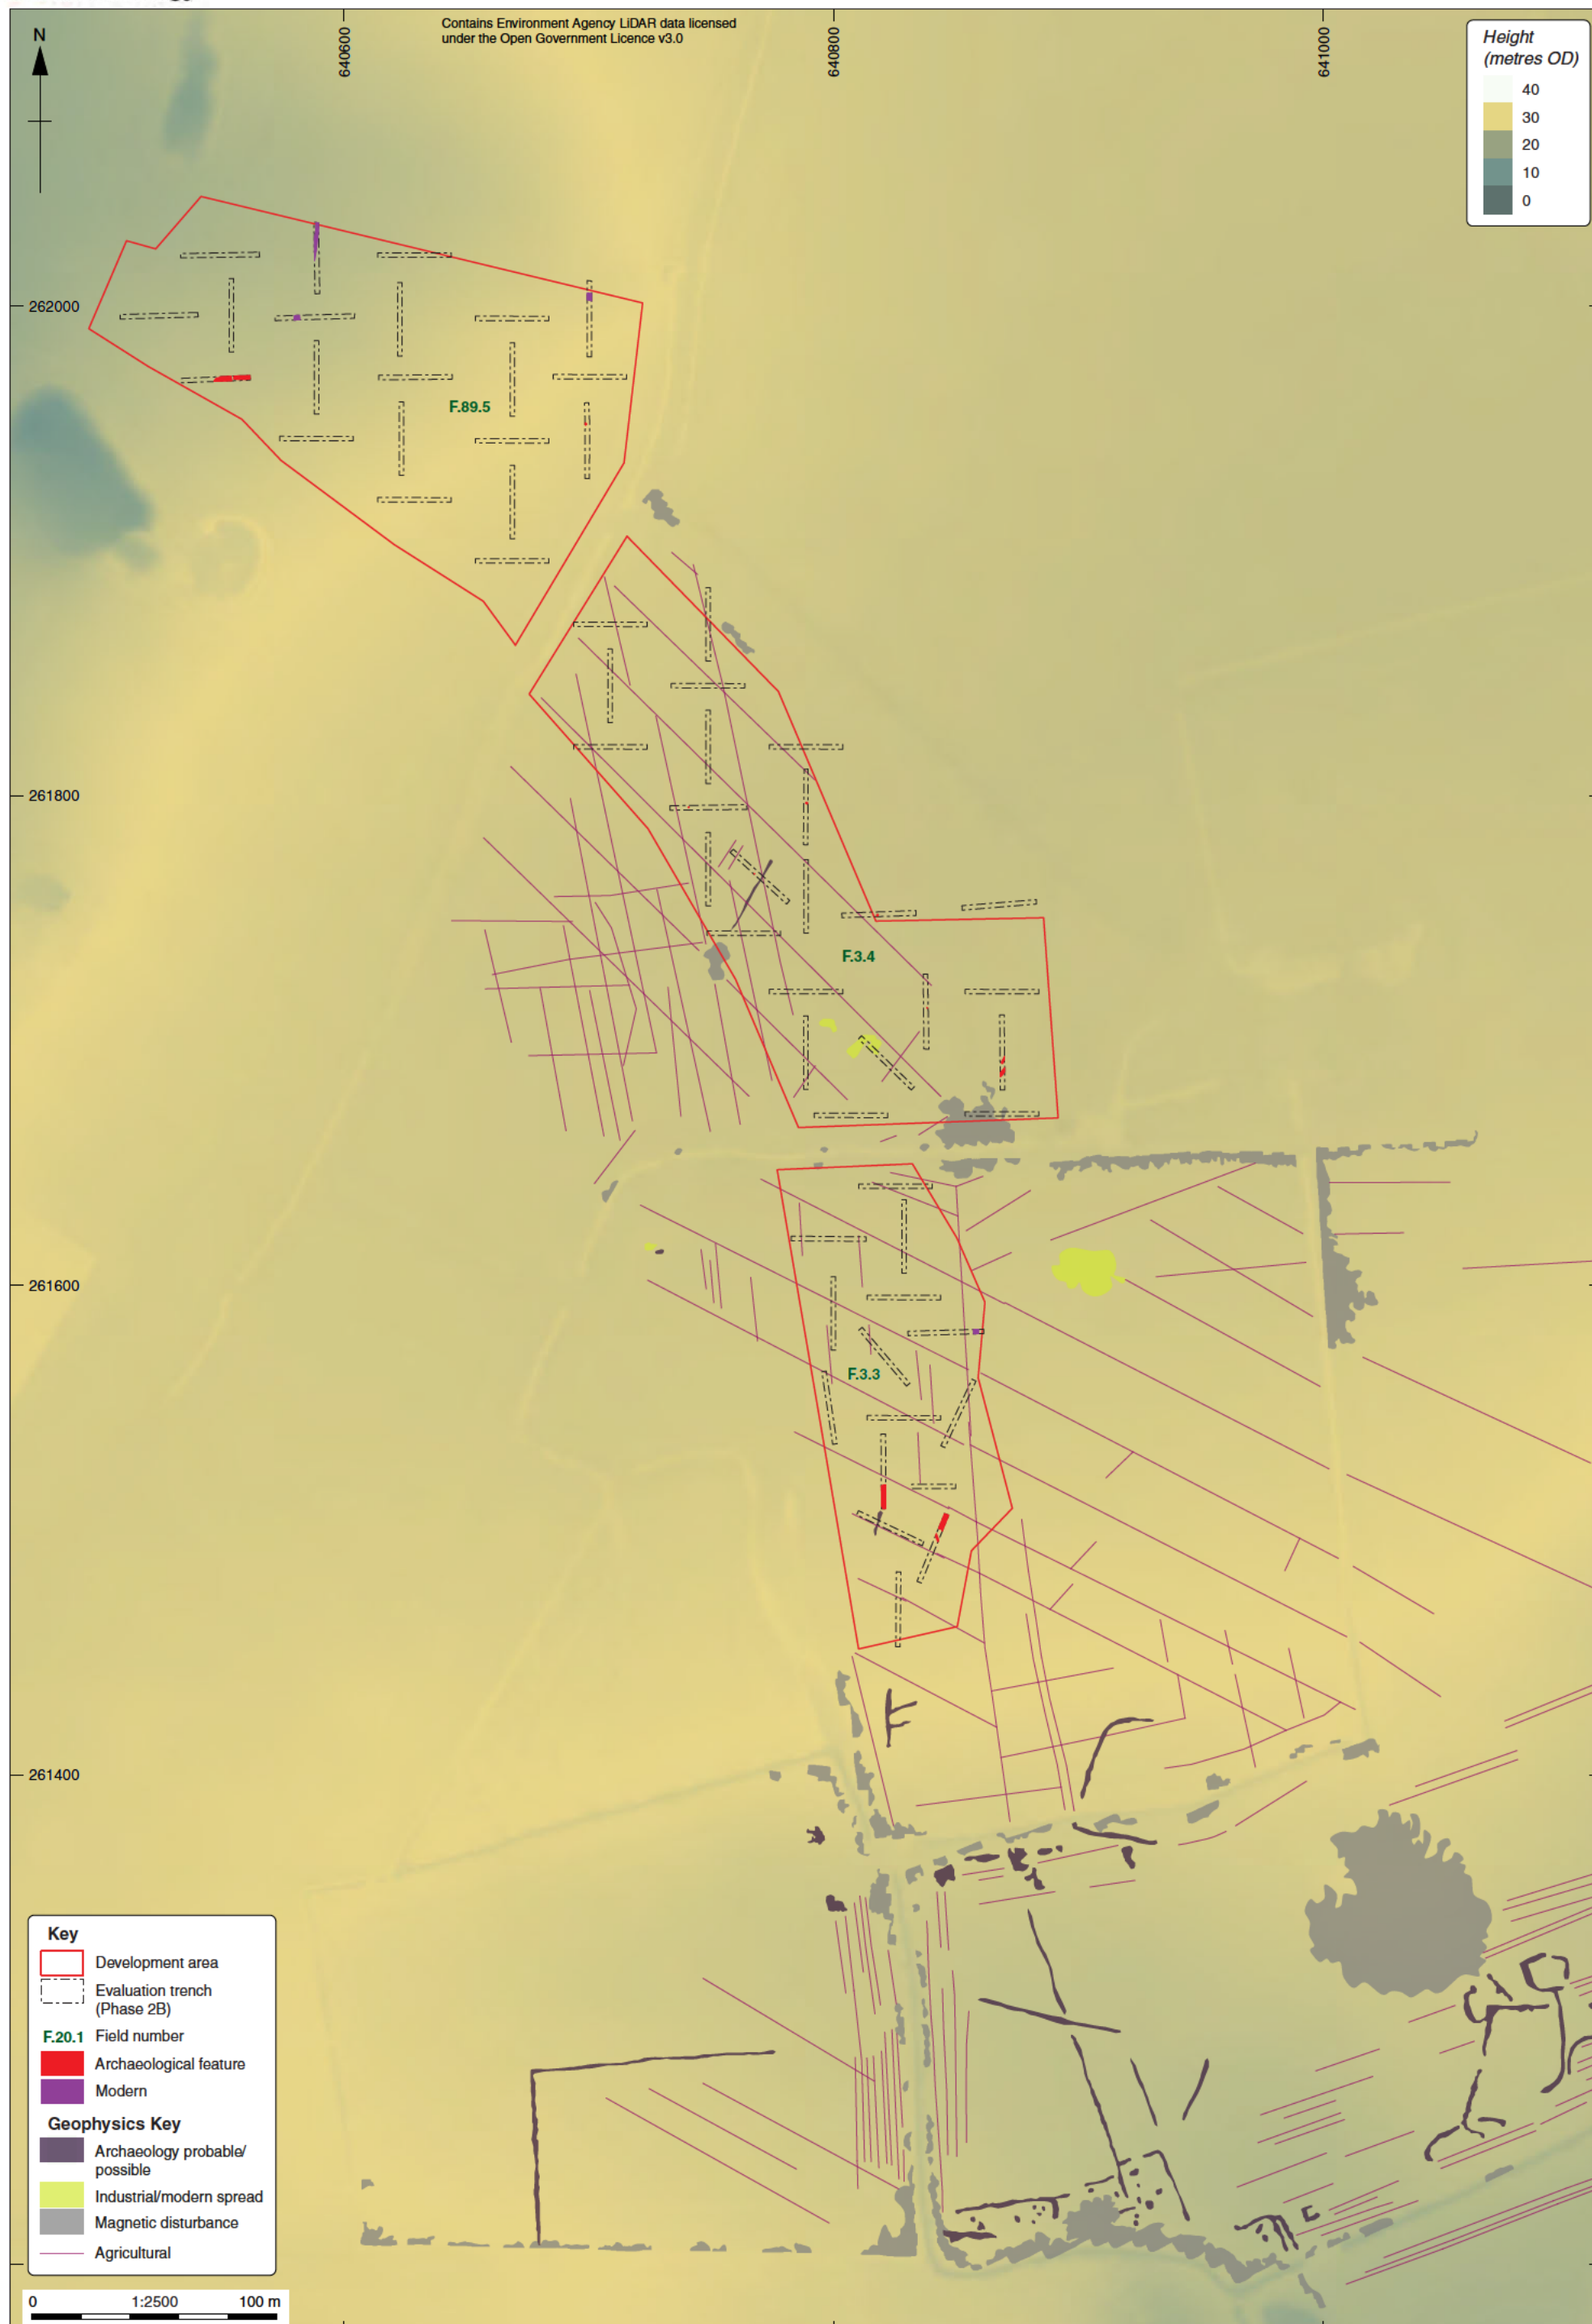 Contains Environment Agency LiDAR data licensed
under the Open Government Licence v3.0
N
640600
640800
641000
Height
(metres OD)
40
30
20
10
0
262000
F.89.5
261800
F.3.4
261600
F.3.3
261400
Key
Development area
Evaluation trench
(Phase 2B)
F.20.1 Field number
Archaeological feature
Modern
Geophysics Key
Archaeology probable/
possible
Industrial/modern spread
Magnetic disturbance
Agricultural
0 1:2500 100 m